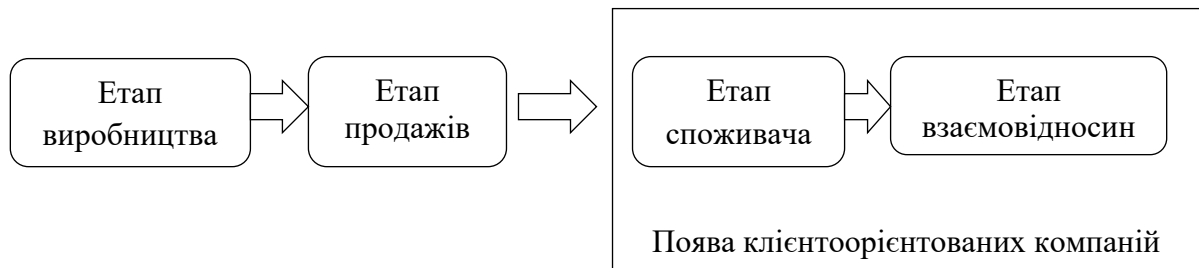 Етап
виробництва
Етап
продажів
Етап
споживача
Етап
взаємовідносин
Поява клієнтоорієнтованих компаній